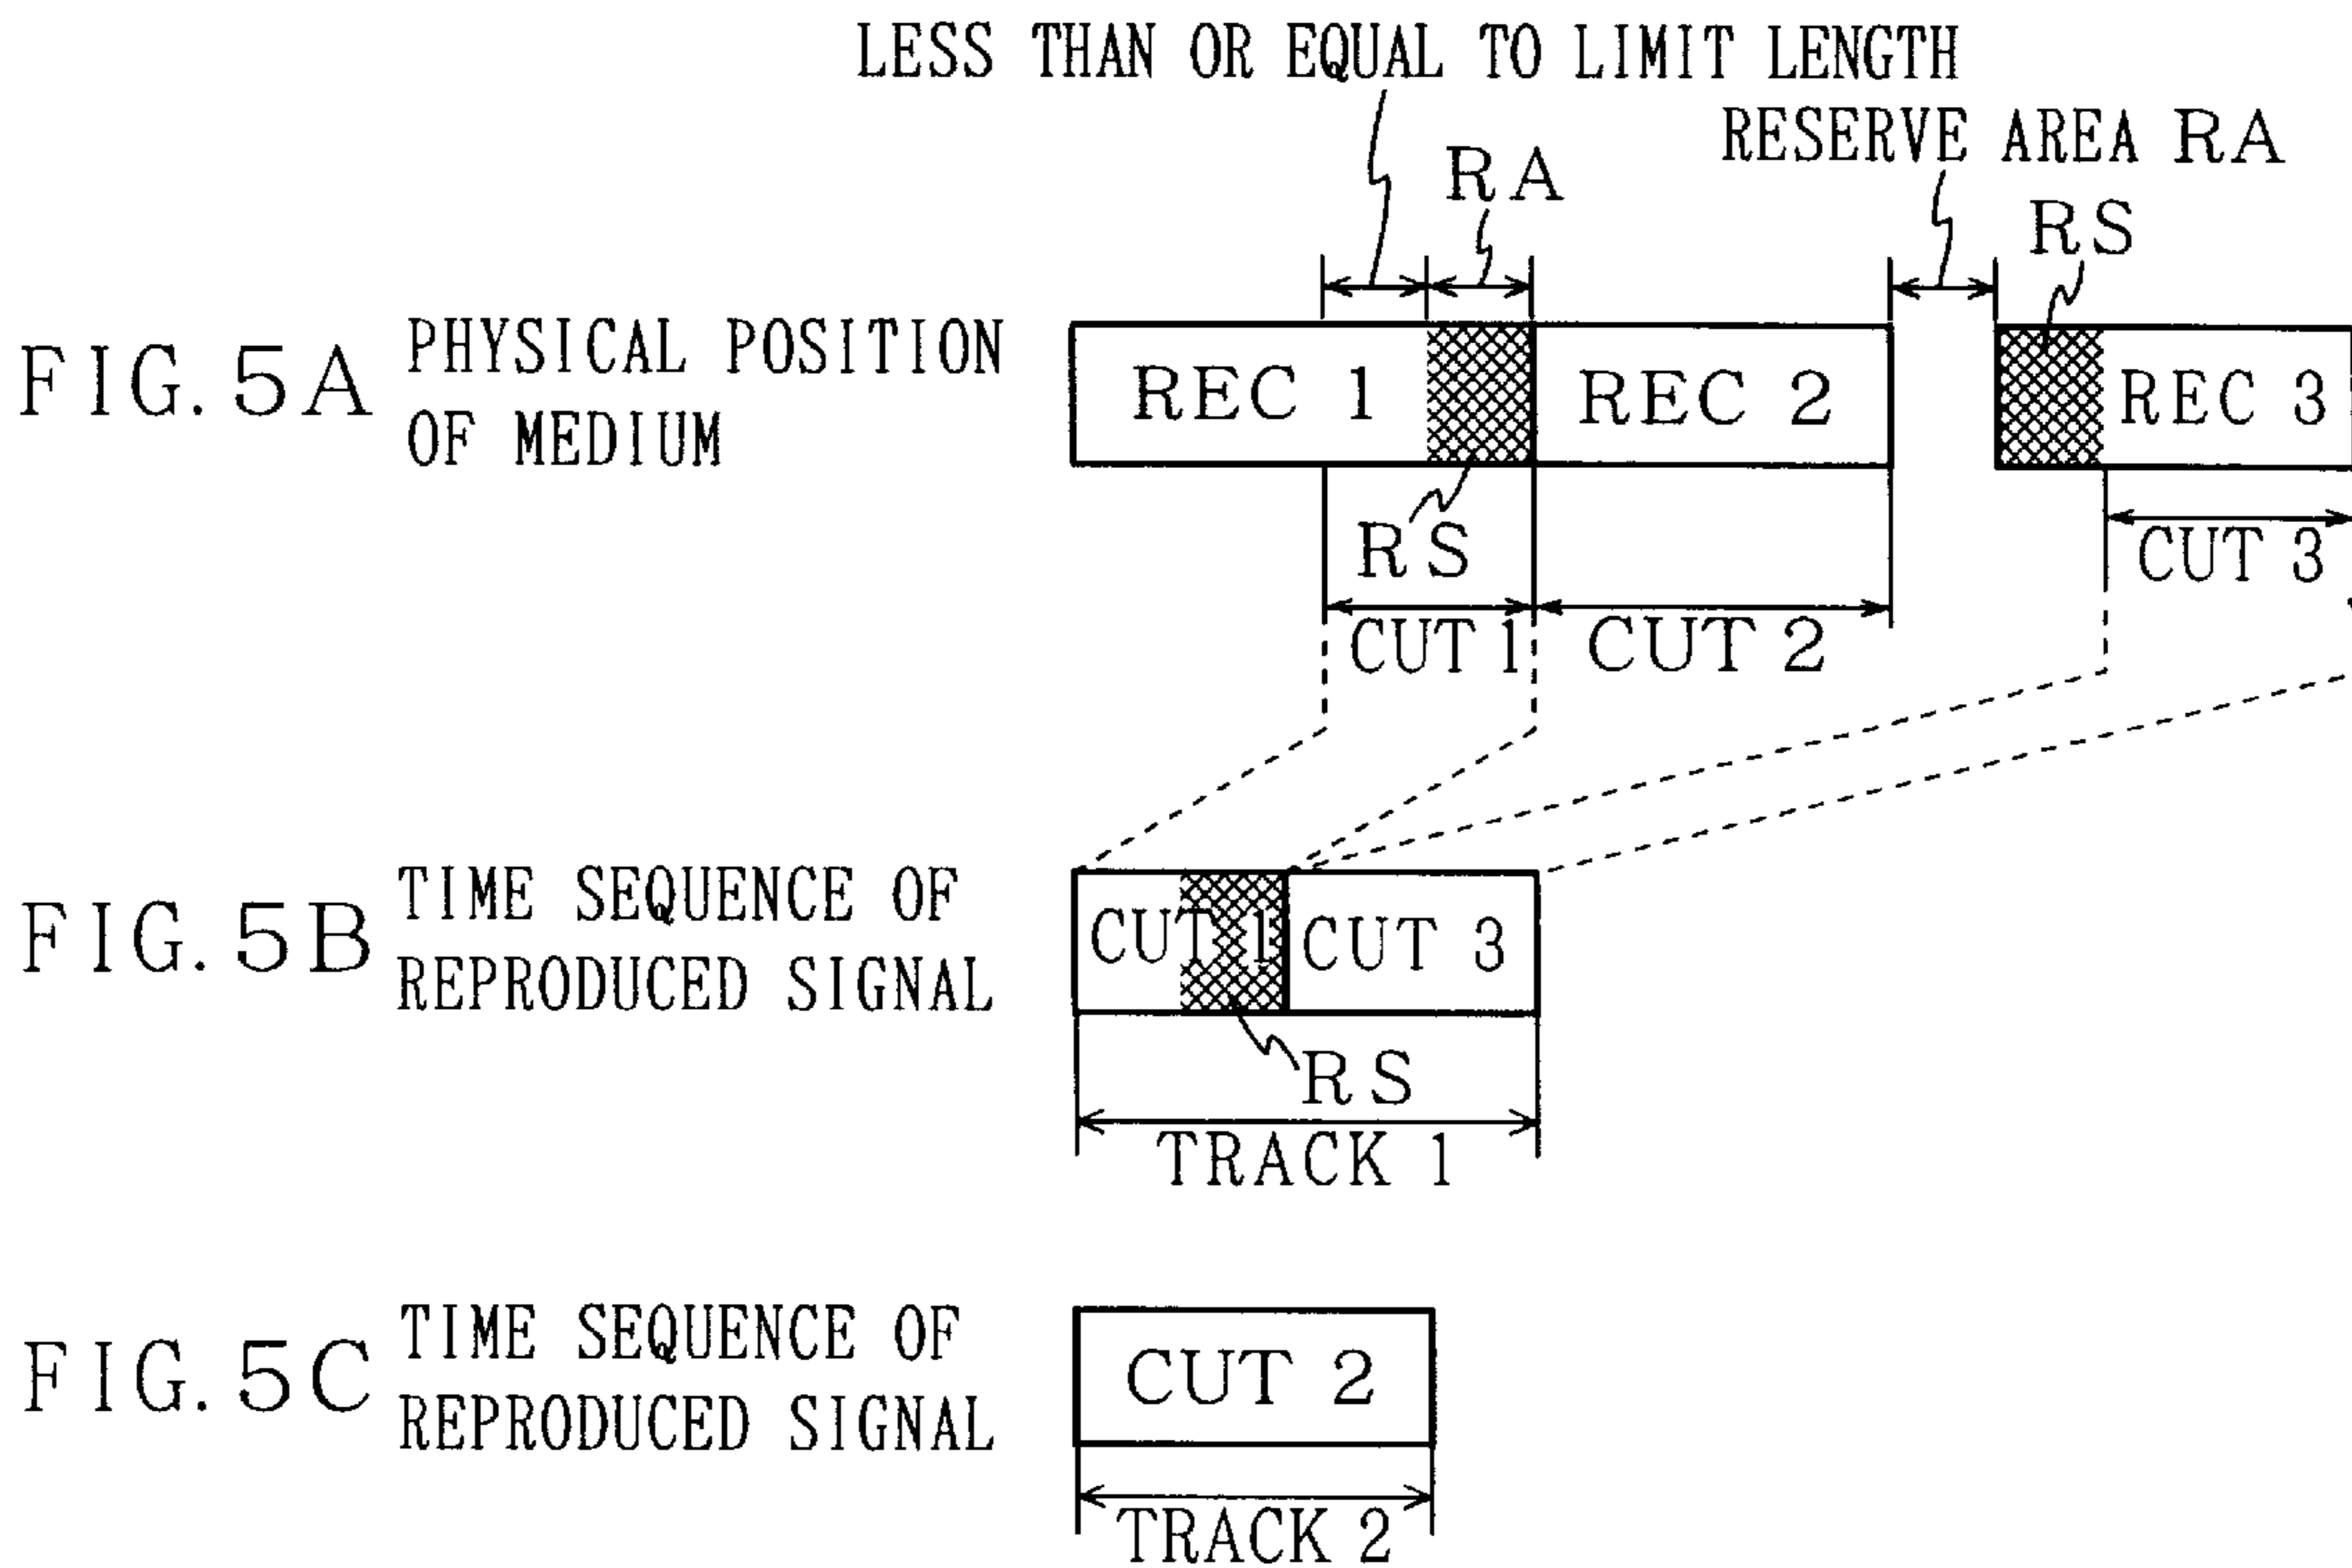 LESS THAN OR EQUAL TO LIMIT LENGTH
RESERVE AREA RA
RA
RS
FIG. 5A
PHYSICAL POSITION
OF MEDIUM
REC 1
REC 2
REC 3
RS
CUT 3
CUT 1
CUT 2
FIG. 5B
TIME SEQUENCE OF
REPRODUCED SIGNAL
CUT 1
CUT 3
RS
TRACK 1
FIG. 5C
TIME SEQUENCE OF
REPRODUCED SIGNAL
CUT 2
TRACK 2